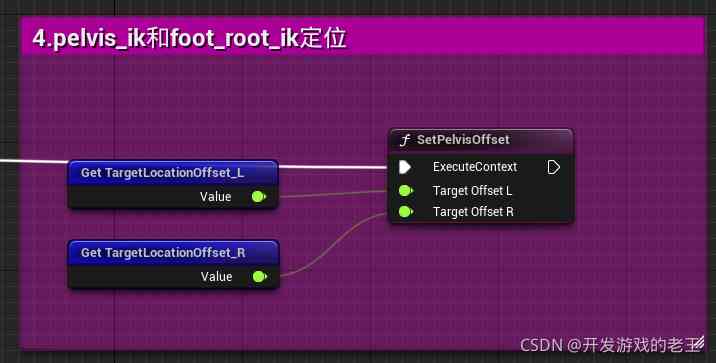 4.pelvis_ik和foot_root_ik定位
SetPelvisOffset
ExecuteContext
Get TargetLocationOffset_L
Value
Target Offset L
Target Offset R
Get TargetLocationOffset_R
Value
CSDN @开发游戏的老王